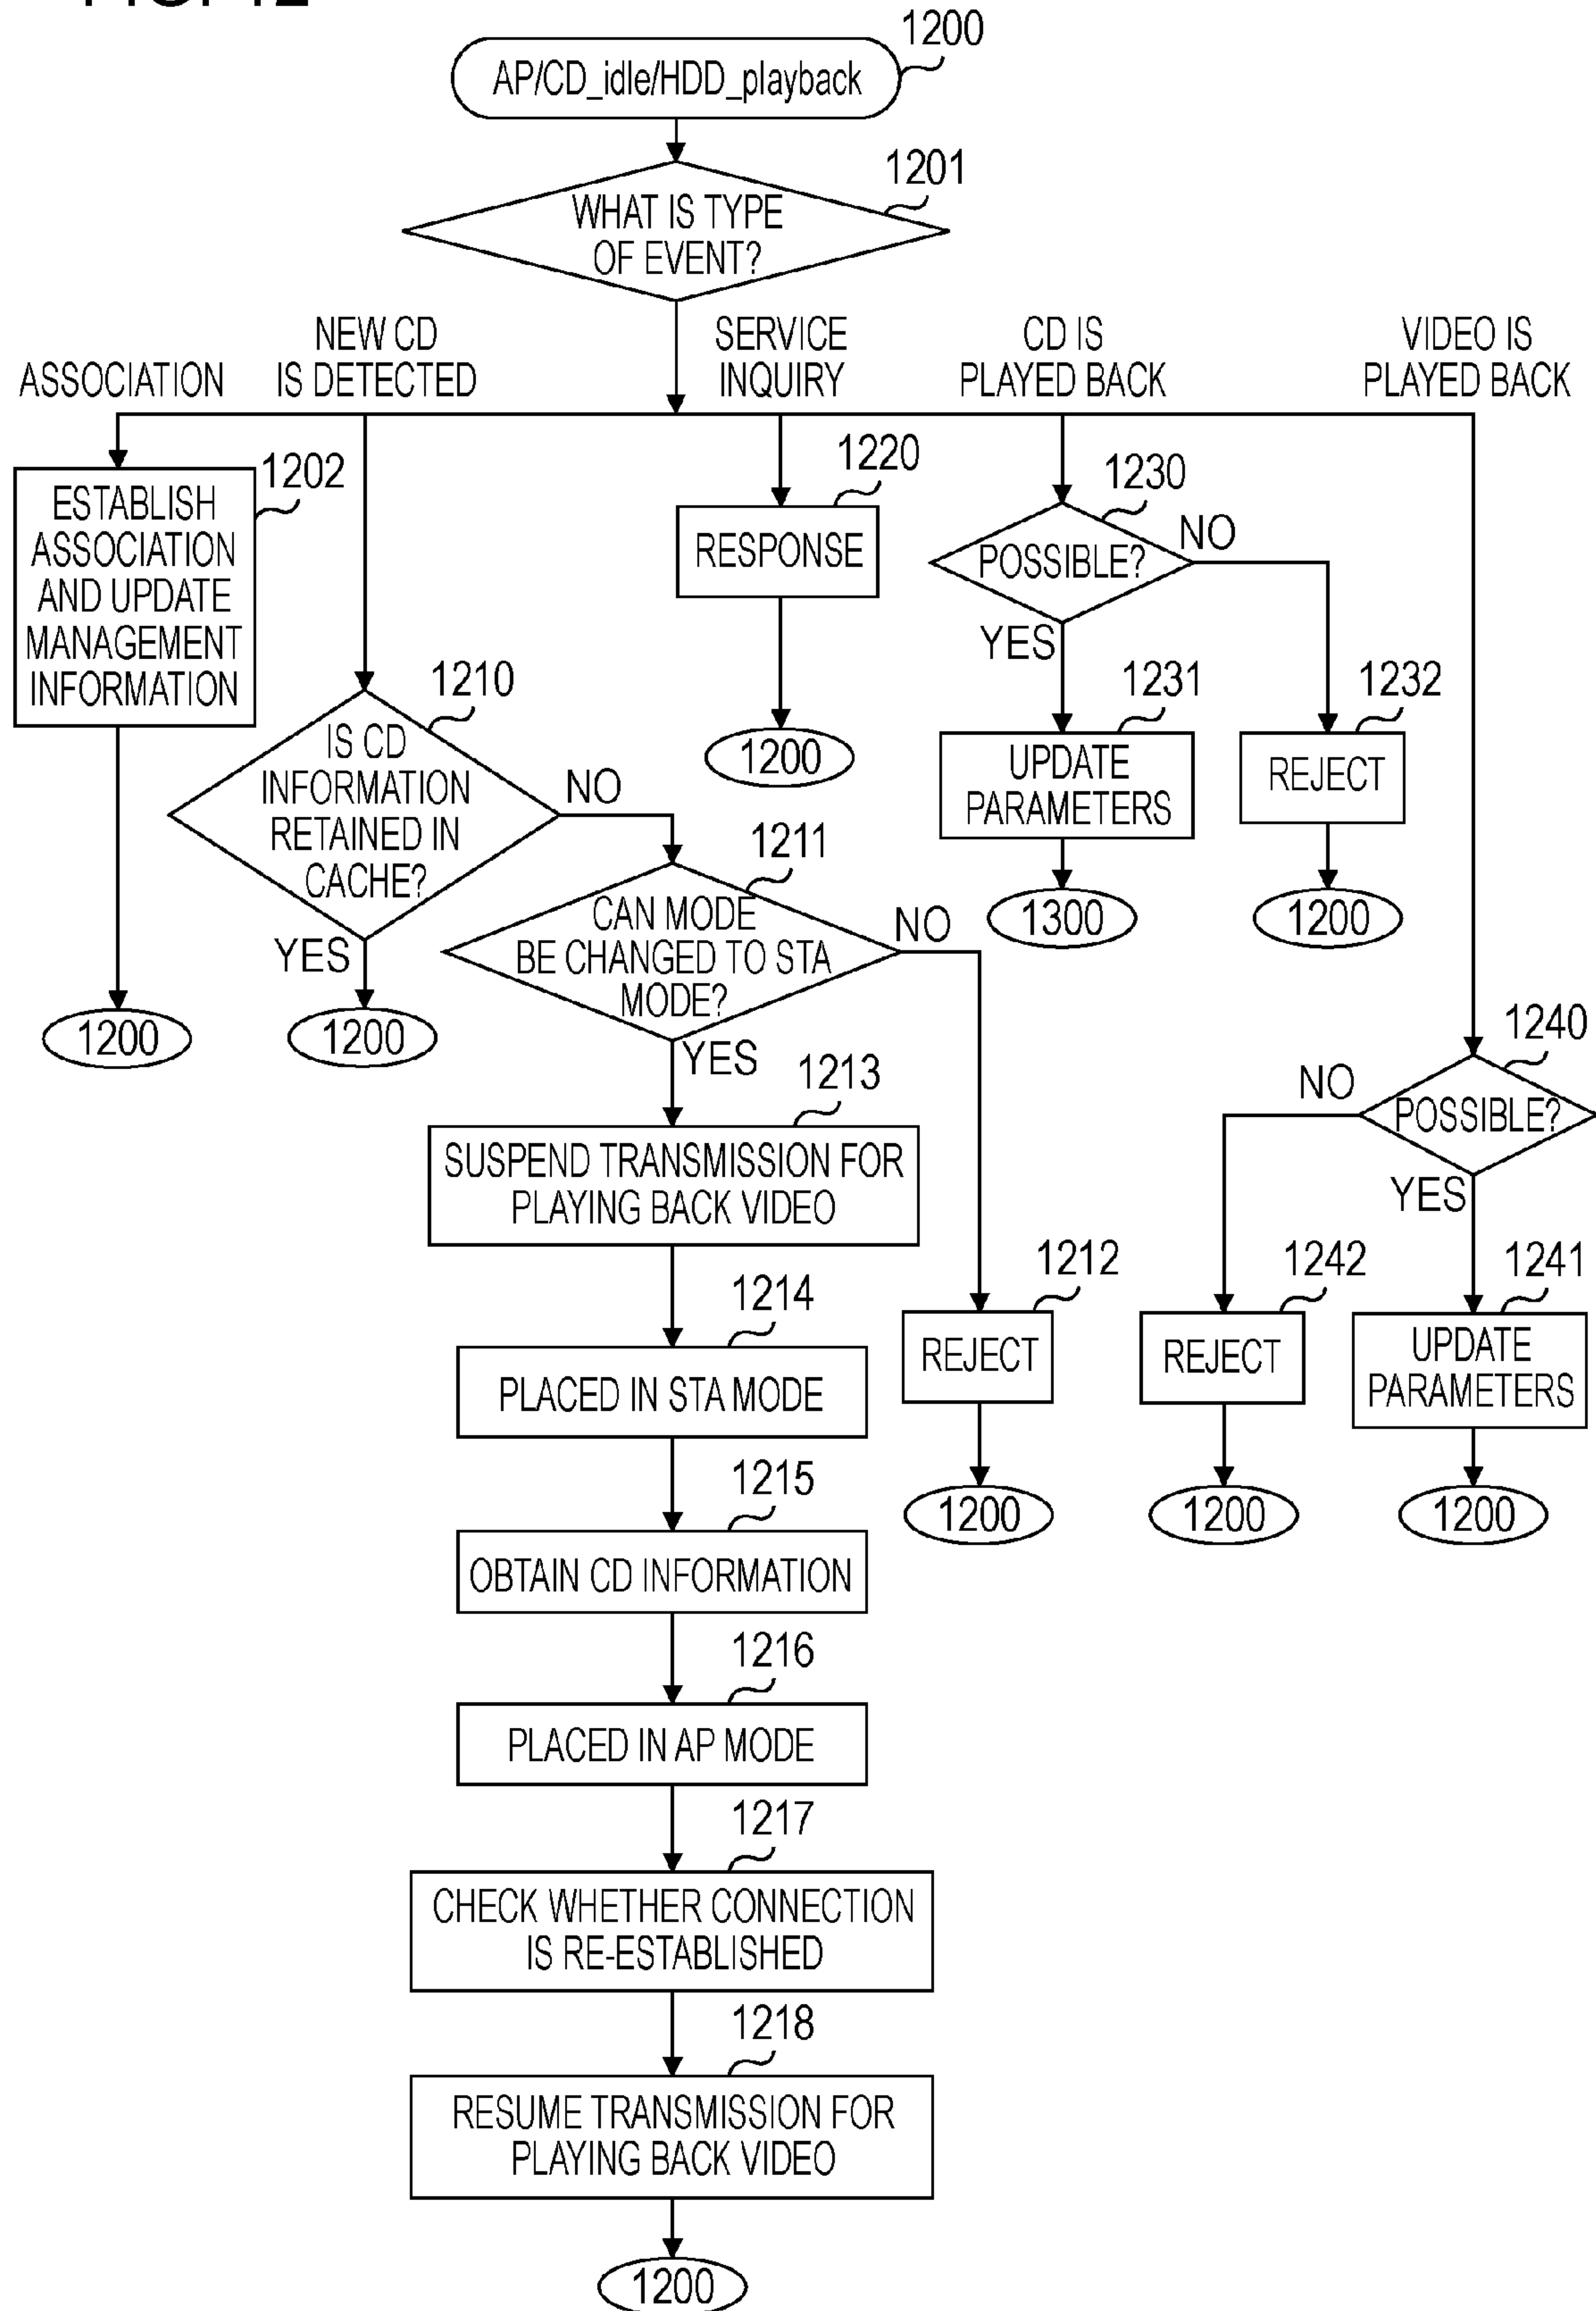 FIG. 12
1200
AP/CD_idle/HDD_playback
1201
WHAT IS TYPE
OF EVENT?
ASSOCIATION
NEW CD
IS DETECTED
SERVICE
INQUIRY
CD IS
PLAYED BACK
VIDEO IS
PLAYED BACK
1202
ESTABLISH
ASSOCIATION
AND UPDATE
MANAGEMENT
INFORMATION
1200
1210
IS CD
INFORMATION
RETAINED IN
CACHE?
NO
YES
1200
1220
RESPONSE
1200
1230
POSSIBLE?
NO
YES
1231
UPDATE
PARAMETERS
1300
1232
REJECT
1200
1211
CAN MODE
BE CHANGED TO STA
MODE?
NO
YES
1213
SUSPEND TRANSMISSION FOR
PLAYING BACK VIDEO
1214
PLACED IN STA MODE
1215
OBTAIN CD INFORMATION
1216
PLACED IN AP MODE
1217
CHECK WHETHER CONNECTION
IS RE-ESTABLISHED
1218
RESUME TRANSMISSION FOR
PLAYING BACK VIDEO
1200
1212
REJECT
1200
1240
POSSIBLE?
NO
YES
1242
REJECT
1200
1241
UPDATE
PARAMETERS
1200